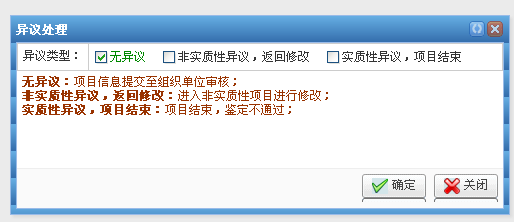 异议处理
异议类型： 无异议 非实质性异议，返回修改 实质性异议，项目结束
无异议：项目信息提交至组织单位审核；
非实质性异议，返回修改：进入非实质性项目进行修改；
实质性异议，项目结束：项目结束，鉴定不通过；
确定 关闭